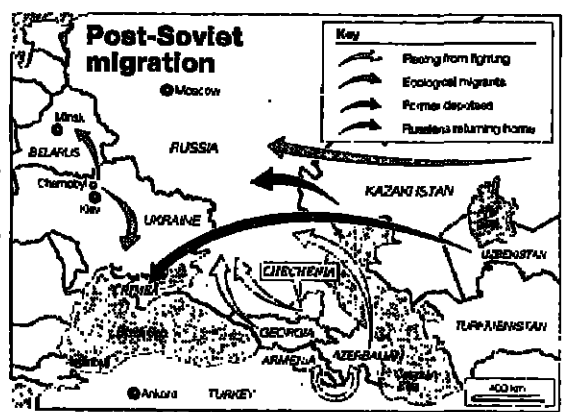 Post-Soviet
migration
Key
Fleeing from fighting
Ecological migrants
Former deportees
Russians returning home
Moscow
Minsk
BELARUS
RUSSIA
Chernobyl
Kiev
UKRAINE
KAZAKHSTAN
UZBEKISTAN
CRIMEA
CHECHENIA
GEORGIA
ARMENIA
AZERBAIJAN
TURKMENISTAN
Ankara
TURKEY
400 km